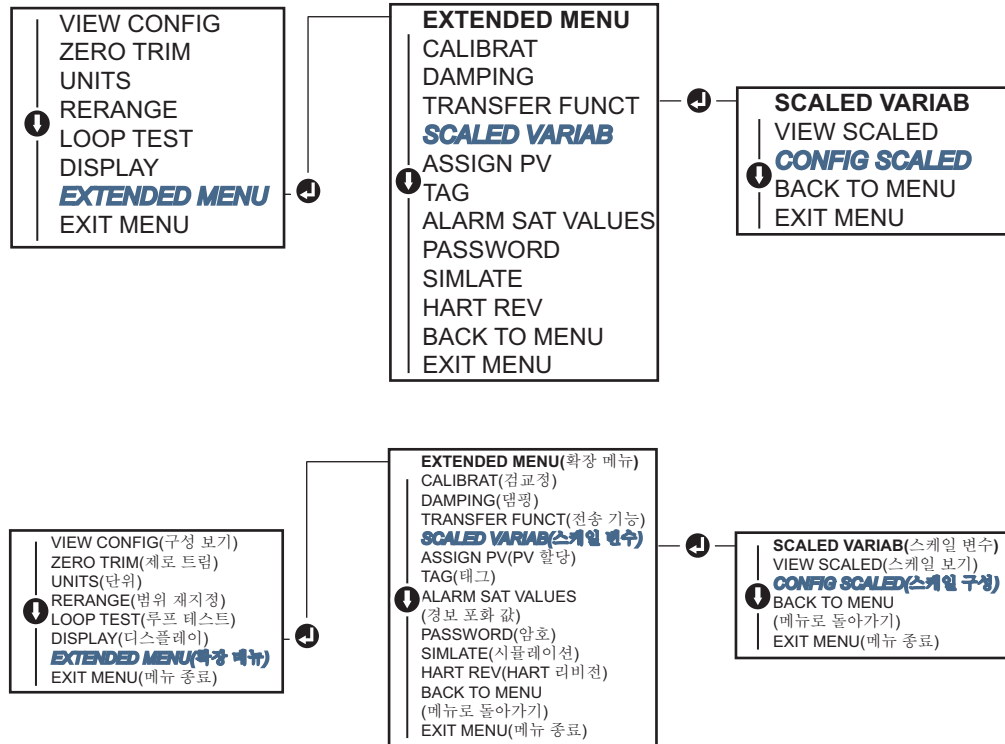 VIEW CONFIG
ZERO TRIM
UNITS
RERANGE
LOOP TEST
DISPLAY
EXTENDED MENU
EXIT MENU
EXTENDED MENU
CALIBRAT
DAMPING
TRANSFER FUNCT
SCALED VARIAB
ASSIGN PV
TAG
ALARM SAT VALUES
PASSWORD
SIMLATE
HART REV
BACK TO MENU
EXIT MENU
SCALED VARIAB
VIEW SCALED
CONFIG SCALED
BACK TO MENU
EXIT MENU
VIEW CONFIG(구성 보기)
ZERO TRIM(제로 트림)
UNITS(단위)
RERANGE(범위 재지정)
LOOP TEST(루프 테스트)
DISPLAY(디스플레이)
EXTENDED MENU(확장 메뉴)
EXIT MENU(메뉴 종료)
EXTENDED MENU(확장 메뉴)
CALIBRAT(검교정)
DAMPING(댐핑)
TRANSFER FUNCT(전송 기능)
SCALED VARIAB(스케일 변수)
ASSIGN PV(PV 할당)
TAG(태그)
ALARM SAT VALUES
(경보 포화 값)
PASSWORD(암호)
SIMLATE(시뮬레이션)
HART REV(HART 리비전)
BACK TO MENU
(메뉴로 돌아가기)
EXIT MENU(메뉴 종료)
SCALED VARIAB(스케일 변수)
VIEW SCALED(스케일 보기)
CONFIG SCALED(스케일 구성)
BACK TO MENU
(메뉴로 돌아가기)
EXIT MENU(메뉴 종료)